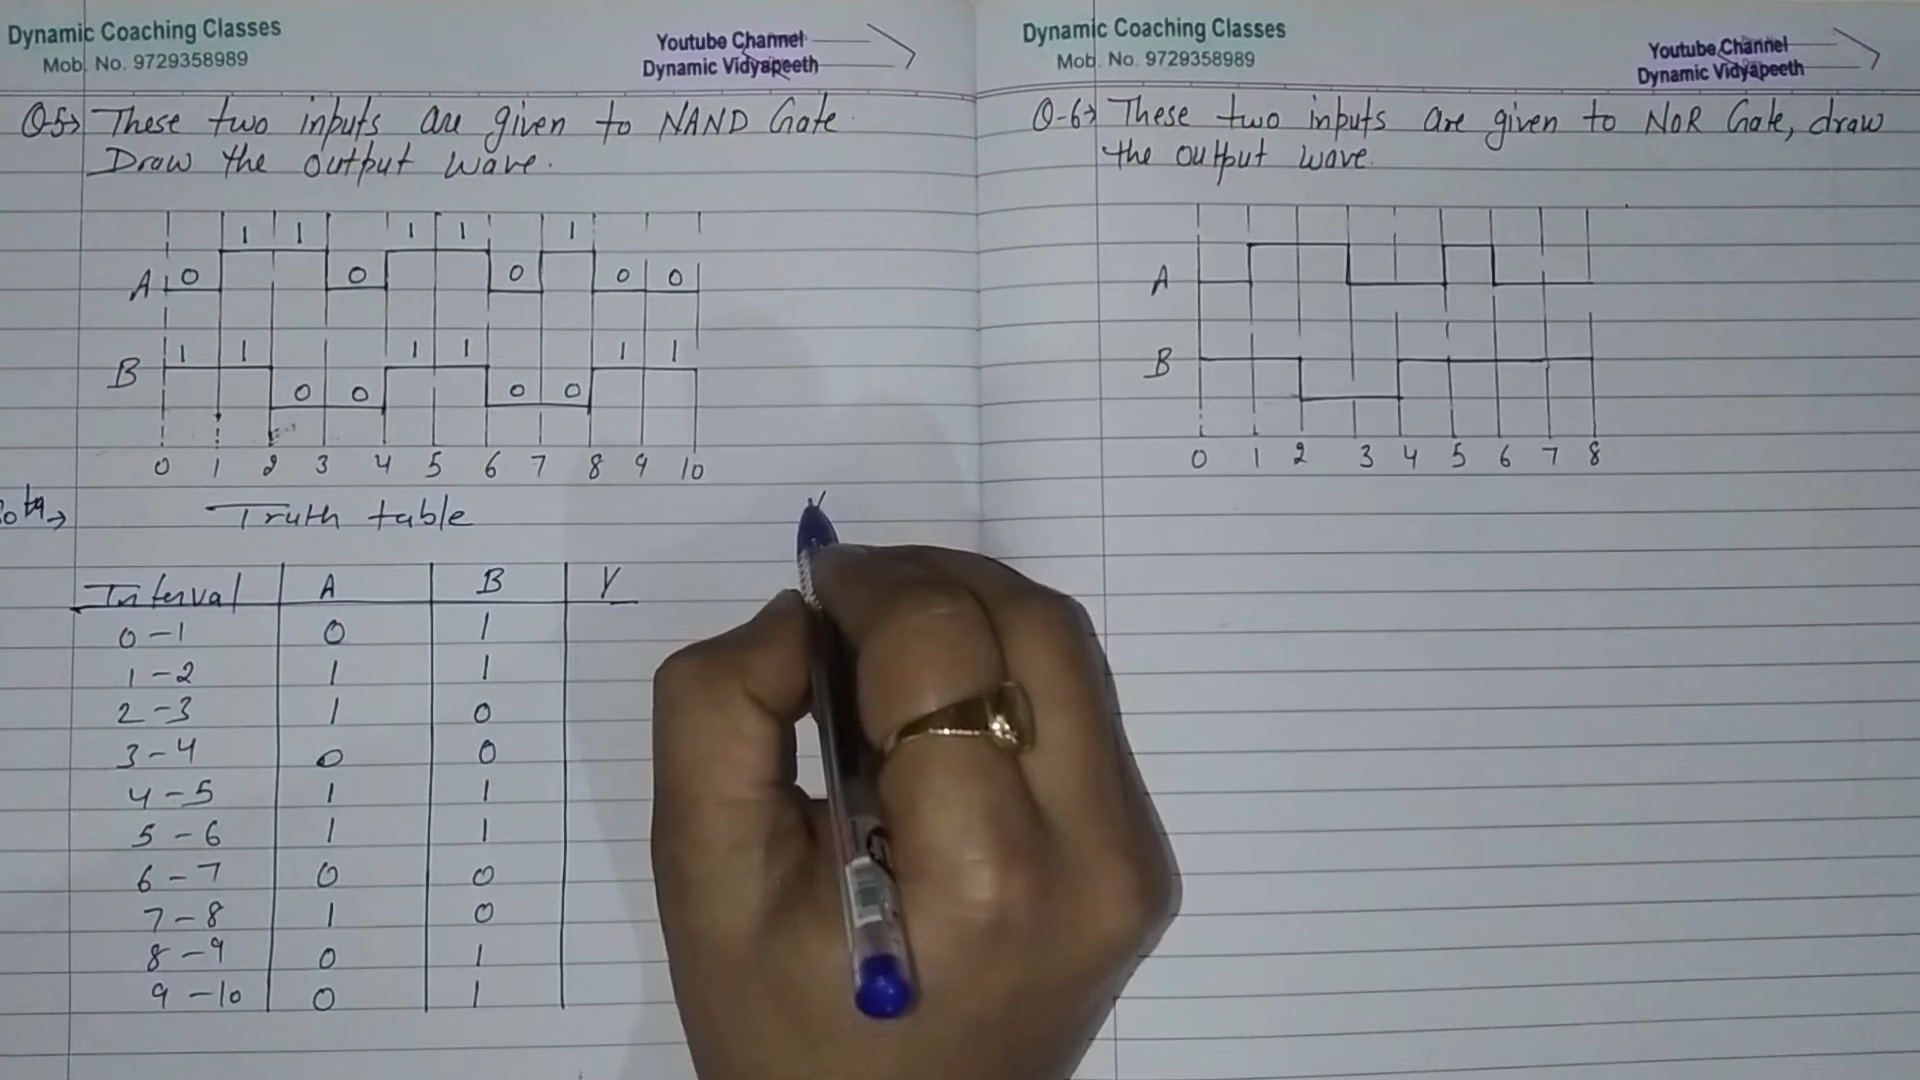 Dynamic Coaching Classes
Mob. No. 9729358989
Youtube Channel
Dynamic Vidyapeeth
Q-5→ These two inputs are given to NAND Gate.
Draw the output wave.
1 1 1 1 1
A 0 0 0 0 0
1 1 1 1 1 1
B 0 0 0 0
0 1 2 3 4 5 6 7 8 9 10
Soln→ Truth table
Interval A B Y
0-1 0 1
1-2 1 1
2-3 1 0
3-4 0 0
4-5 1 1
5-6 1 1
6-7 0 0
7-8 1 0
8-9 0 1
9-10 0 1
Dynamic Coaching Classes
Mob. No. 9729358989
Youtube Channel
Dynamic Vidyapeeth
Q-6→ These two inputs are given to NOR Gate, draw
the output wave.
A
B
0 1 2 3 4 5 6 7 8